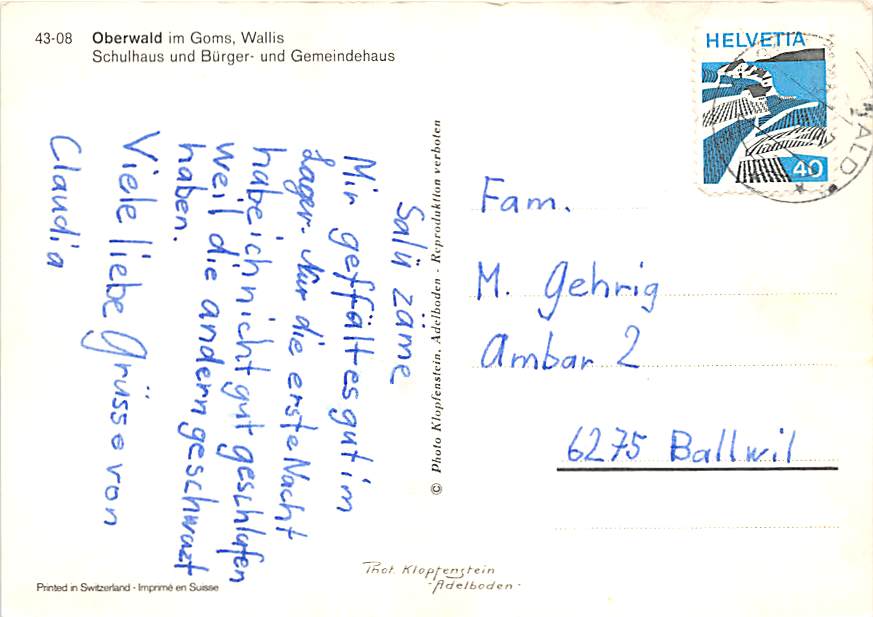 43-08 Oberwald im Goms, Wallis
Schulhaus und Bürger- und Gemeindehaus
Salü zäme
Mir geffältes gut im
Lager. Nur die erste Nacht
habe ich nicht gut geschlafen
weil die andern geschwazt
haben.
Viele liebe Grüsse von
Claudia
© Photo Klopfenstein, Adelboden - Reproduktion verboten
HELVETIA
40
ALD
Fam.
M. Gehrig
Ambar 2
6275 Ballwil
Phot. Klopfenstein
-Adelboden-
Printed in Switzerland - Imprimé en Suisse